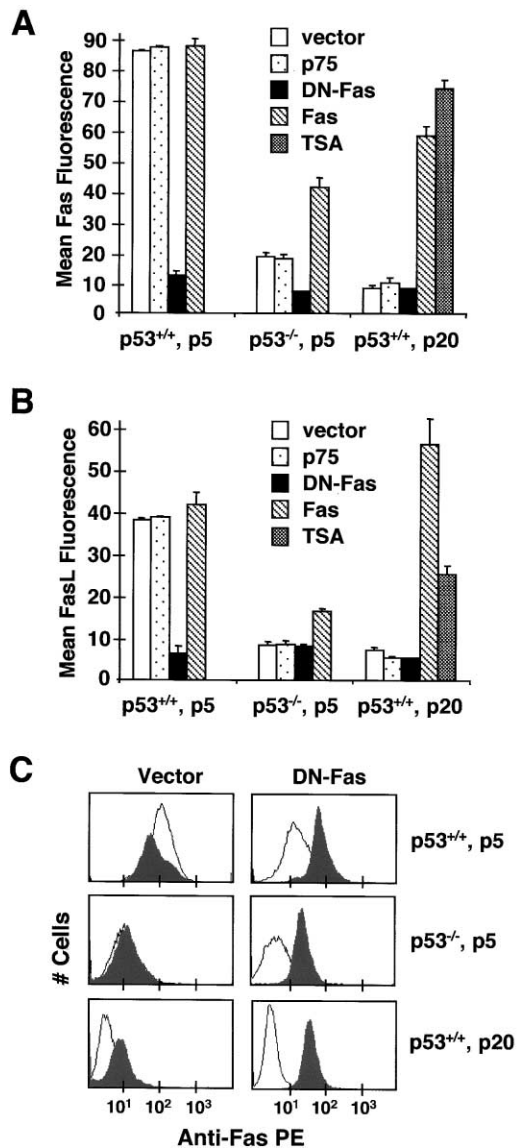 A
Mean Fas Fluorescence
90
80
70
60
50
40
30
20
10
0
vector
p75
DN-Fas
Fas
TSA
p53+/+, p5
p53-/-, p5
p53+/+, p20
B
Mean FasL Fluorescence
60
50
40
30
20
10
0
vector
p75
DN-Fas
Fas
TSA
p53+/+, p5
p53-/-, p5
p53+/+, p20
C
Vector
DN-Fas
# Cells
p53+/+, p5
p53-/-, p5
p53+/+, p20
10¹ 10² 10³
10¹ 10² 10³
Anti-Fas PE